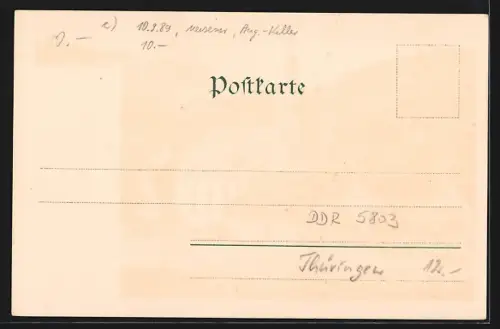 e) 10.9.89,
10.-
Postkarte
DDR 5803
Thüringen 12.-